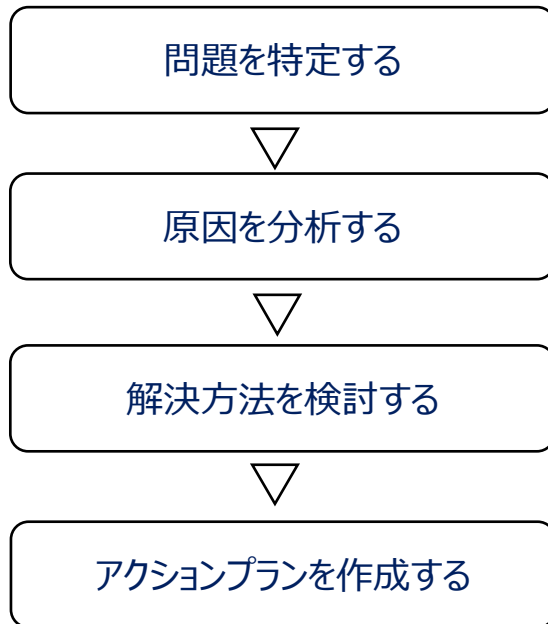 問題を特定する
原因を分析する
解決方法を検討する
アクションプランを作成する